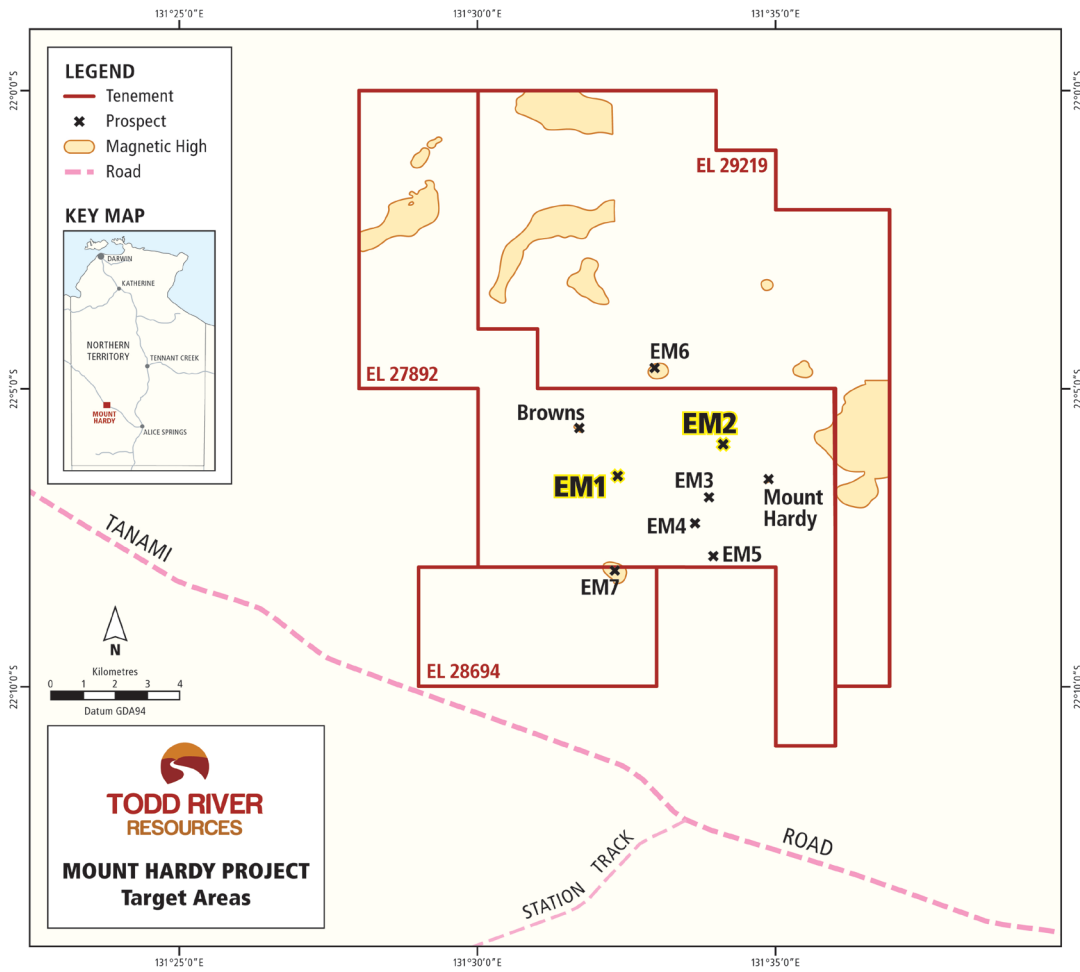 131°25'0"E
131°30'0"E
131°35'0"E
22°0'0"S
22°0'0"S
LEGEND
Tenement
Prospect
Magnetic High
Road
KEY MAP
DARWIN
KATHERINE
NORTHERN
TERRITORY
TENNANT CREEK
MOUNT
HARDY
ALICE SPRINGS
EL 29219
EL 27892
EM6
22°5'0"S
22°5'0"S
Browns
EM2
EM1
EM3
Mount
Hardy
EM4
EM5
EM7
TANAMI
N
Kilometres
0 1 2 3 4
Datum GDA94
EL 28694
22°10'0"S
22°10'0"S
TODD RIVER
RESOURCES
MOUNT HARDY PROJECT
Target Areas
ROAD
STATION TRACK
131°25'0"E
131°30'0"E
131°35'0"E